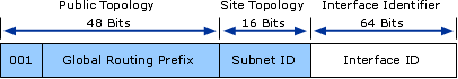 Public Topology Site Topology Interface Identifier
48 Bits 16 Bits 64 Bits
001 Global Routing Prefix Subnet ID Interface ID